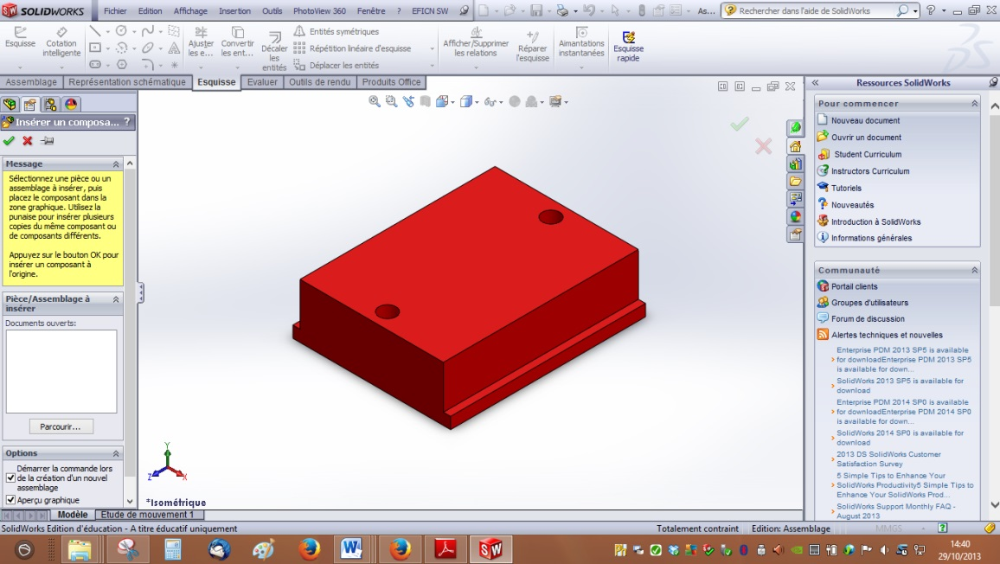 SOLIDWORKS
Fichier Edition Affichage Insertion Outils PhotoView 360 Fenêtre ? EFICN SW As... Rechercher dans l'aide de SolidWorks ?
Esquisse
Cotation intelligente
Ajuster les e...
Convertir les ent...
Décaler les entités
Entités symétriques
Répétition linéaire d'esquisse
Déplacer les entités
Afficher/Supprimer les relations
Réparer l'esquisse
Aimantations instantanées
Esquisse rapide
Assemblage Représentation schématique Esquisse Evaluer Outils de rendu Produits Office
Insérer un composa... ?
Message
Sélectionnez une pièce ou un
assemblage à insérer, puis
placez le composant dans la
zone graphique. Utilisez la
punaise pour insérer plusieurs
copies du même composant ou
de composants différents.
Appuyez sur le bouton OK pour
insérer un composant à
l'origine.
Pièce/Assemblage à
insérer
Documents ouverts:
Parcourir...
Options
Démarrer la commande lors
de la création d'un nouvel
assemblage
Aperçu graphique
Y
Z
X
*Isométrique
Modèle Etude de mouvement 1
Ressources SolidWorks
Pour commencer
Nouveau document
Ouvrir un document
Student Curriculum
Instructors Curriculum
Tutoriels
Nouveautés
Introduction à SolidWorks
Informations générales
Communauté
Portail clients
Groupes d'utilisateurs
Forum de discussion
Alertes techniques et nouvelles
Enterprise PDM 2013 SP5 is available
for downloadEnterprise PDM 2013 SP5
is available for down...
SolidWorks 2013 SP5 is available for
download
Enterprise PDM 2014 SP0 is available
for downloadEnterprise PDM 2014 SP0
is available for down...
SolidWorks 2014 SP0 is available for
download
2013 DS SolidWorks Customer
Satisfaction Survey
5 Simple Tips to Enhance Your
SolidWorks Productivity5 Simple Tips to
Enhance Your SolidWorks Prod...
SolidWorks Support Monthly FAQ -
August 2013
SolidWorks Edition d'éducation - A titre éducatif uniquement Totalement contraint Edition: Assemblage MMGS
14:40
29/10/2013